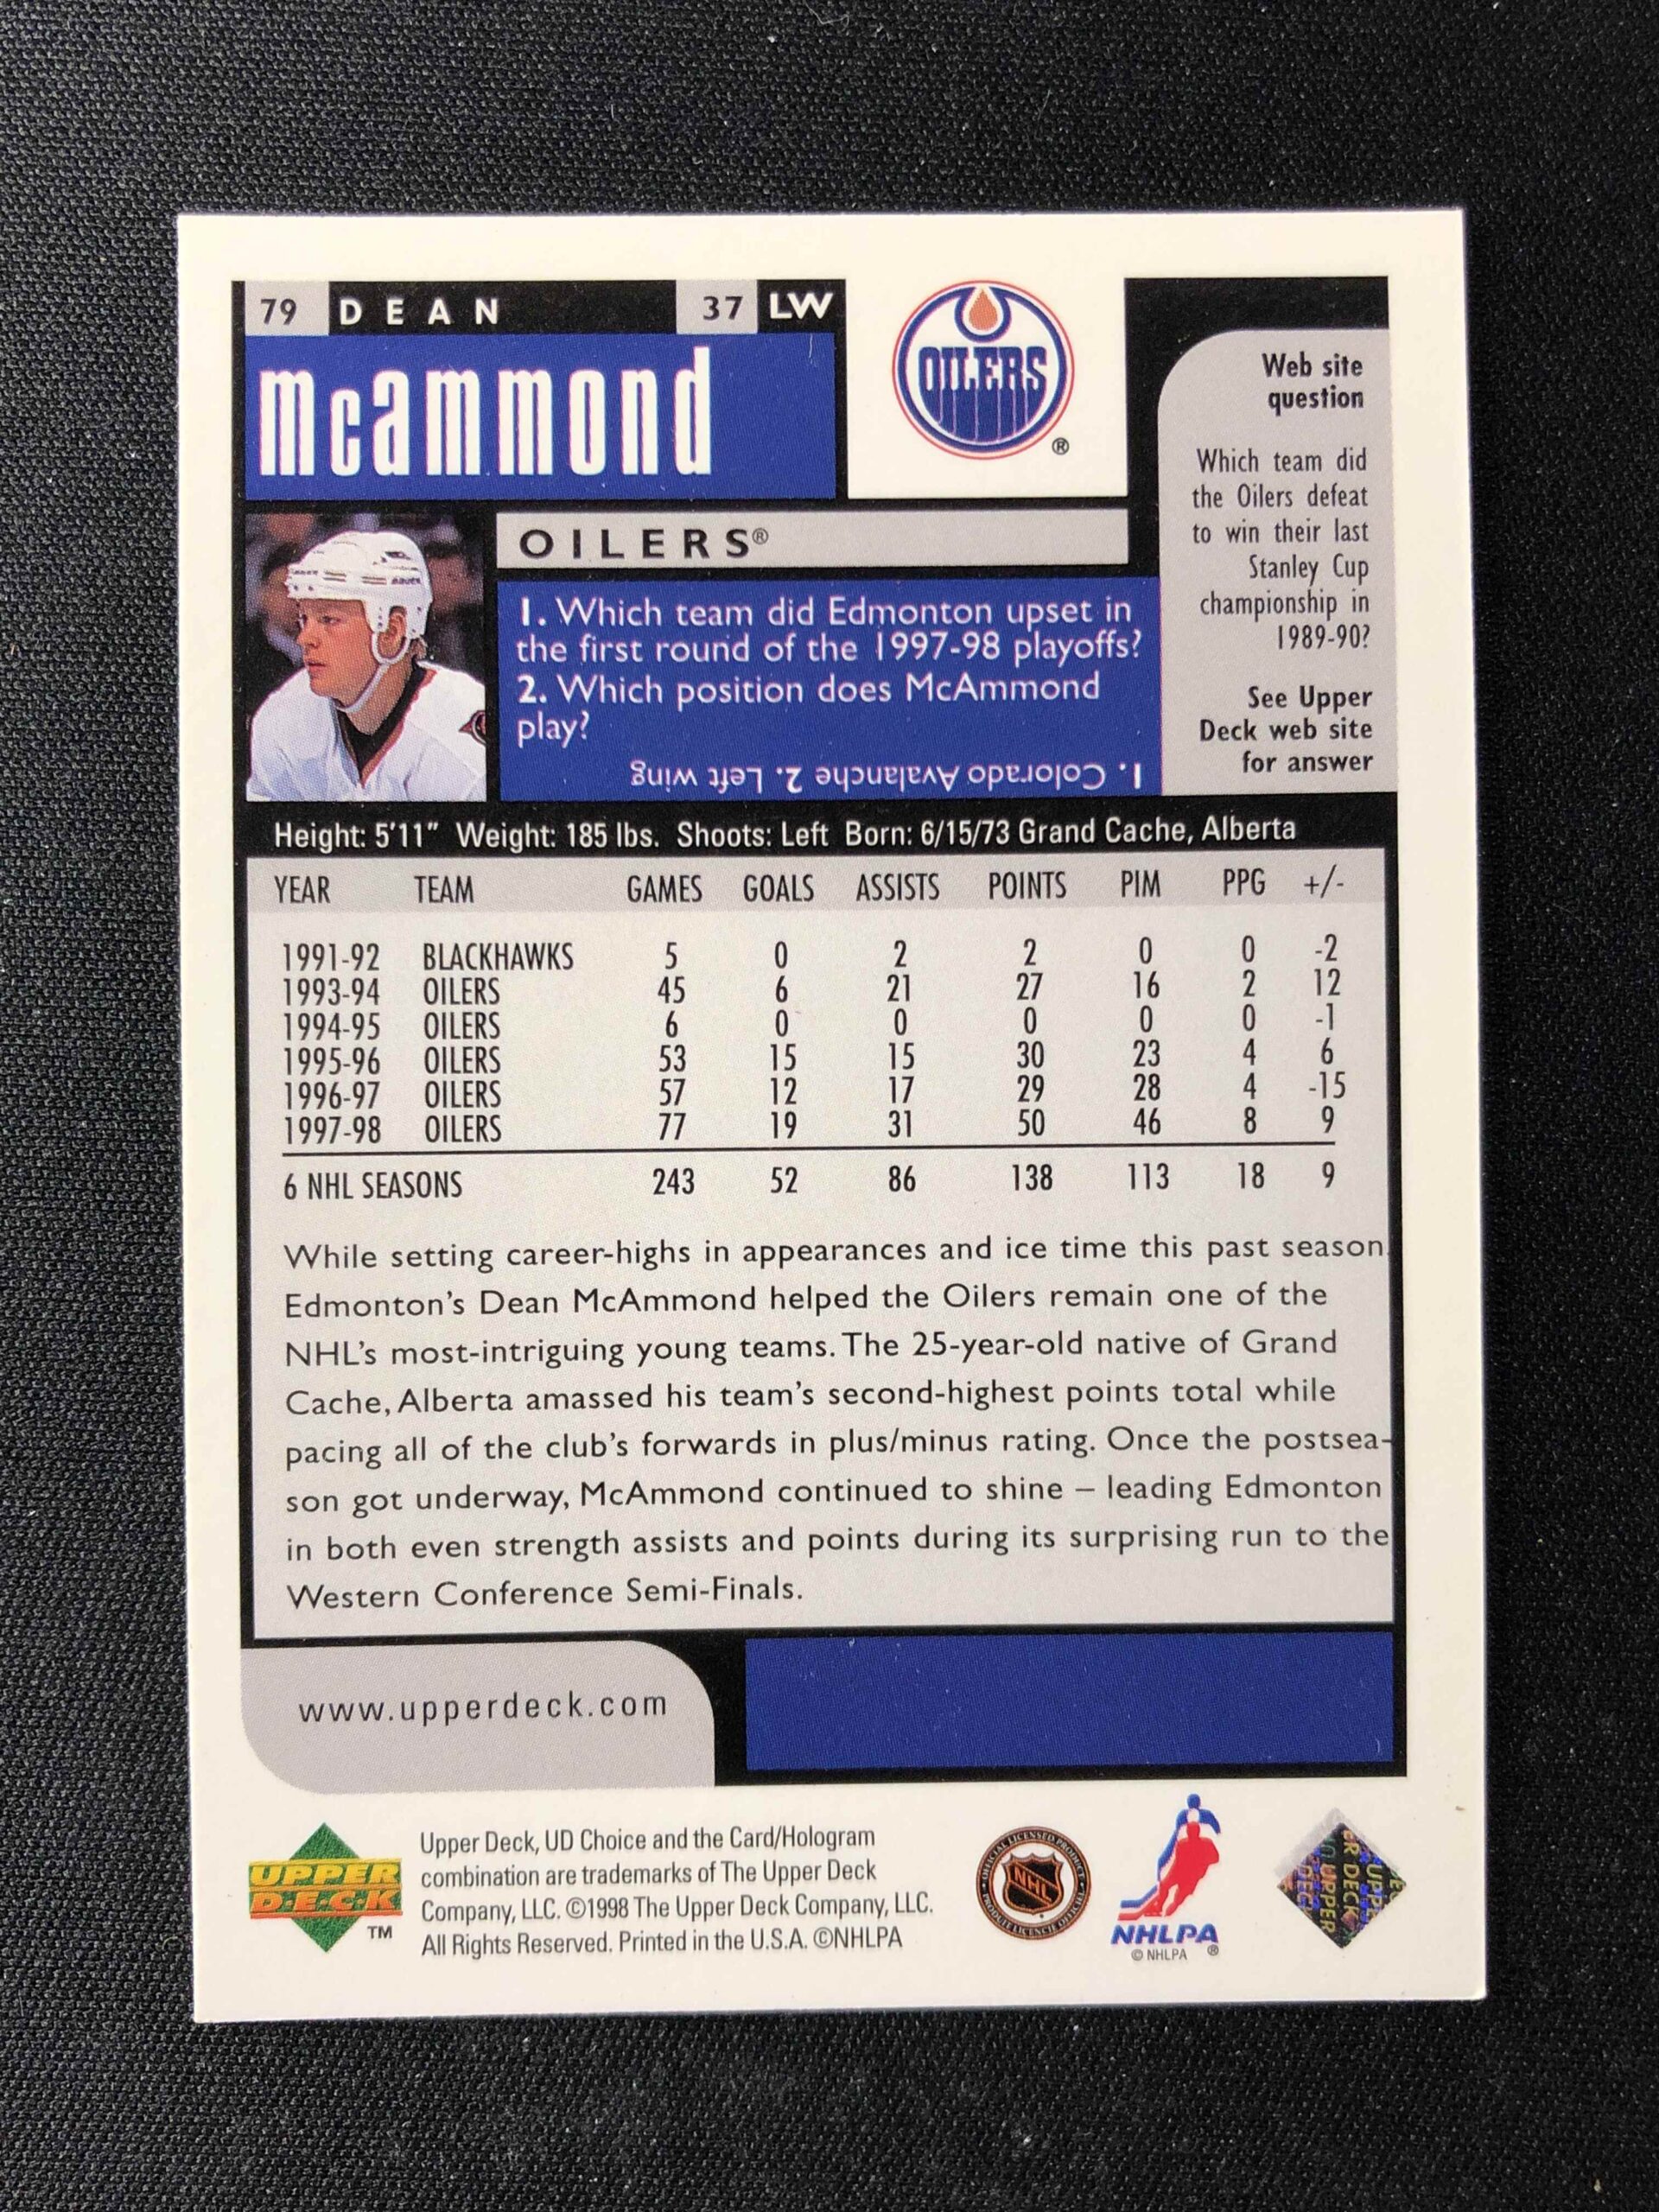 79 DEAN 37 LW
mcammond
OILERS
®
OILERS®
1. Which team did Edmonton upset in
the first round of the 1997-98 playoffs?
2. Which position does McAmmond
play?
1. Colorado Avalanche 2. Left wing
Web site
question
Which team did
the Oilers defeat
to win their last
Stanley Cup
championship in
1989-90?
See Upper
Deck web site
for answer
Height: 5'11" Weight: 185 lbs. Shoots: Left Born: 6/15/73 Grand Cache, Alberta
YEAR TEAM GAMES GOALS ASSISTS POINTS PIM PPG +/-
1991-92 BLACKHAWKS 5 0 2 2 0 0 -2
1993-94 OILERS 45 6 21 27 16 2 12
1994-95 OILERS 6 0 0 0 0 0 -1
1995-96 OILERS 53 15 15 30 23 4 6
1996-97 OILERS 57 12 17 29 28 4 -15
1997-98 OILERS 77 19 31 50 46 8 9
6 NHL SEASONS 243 52 86 138 113 18 9
While setting career-highs in appearances and ice time this past season
Edmonton's Dean McAmmond helped the Oilers remain one of the
NHL's most-intriguing young teams. The 25-year-old native of Grand
Cache, Alberta amassed his team's second-highest points total while
pacing all of the club's forwards in plus/minus rating. Once the postsea-
son got underway, McAmmond continued to shine – leading Edmonton
in both even strength assists and points during its surprising run to the
Western Conference Semi-Finals.
www.upperdeck.com
UPPER
DECK
TM
Upper Deck, UD Choice and the Card/Hologram
combination are trademarks of The Upper Deck
Company, LLC. ©1998 The Upper Deck Company, LLC.
All Rights Reserved. Printed in the U.S.A. ©NHLPA
NHL
NHLPA
© NHLPA ®